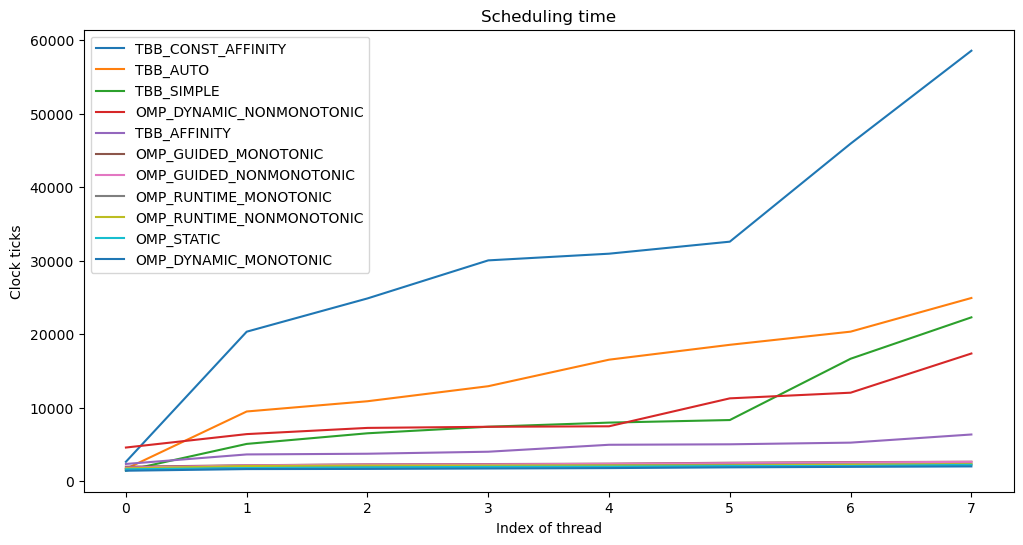 Scheduling time
60000
50000
40000
30000
20000
10000
0
Clock ticks
TBB_CONST_AFFINITY
TBB_AUTO
TBB_SIMPLE
OMP_DYNAMIC_NONMONOTONIC
TBB_AFFINITY
OMP_GUIDED_MONOTONIC
OMP_GUIDED_NONMONOTONIC
OMP_RUNTIME_MONOTONIC
OMP_RUNTIME_NONMONOTONIC
OMP_STATIC
OMP_DYNAMIC_MONOTONIC
0 1 2 3 4 5 6 7
Index of thread